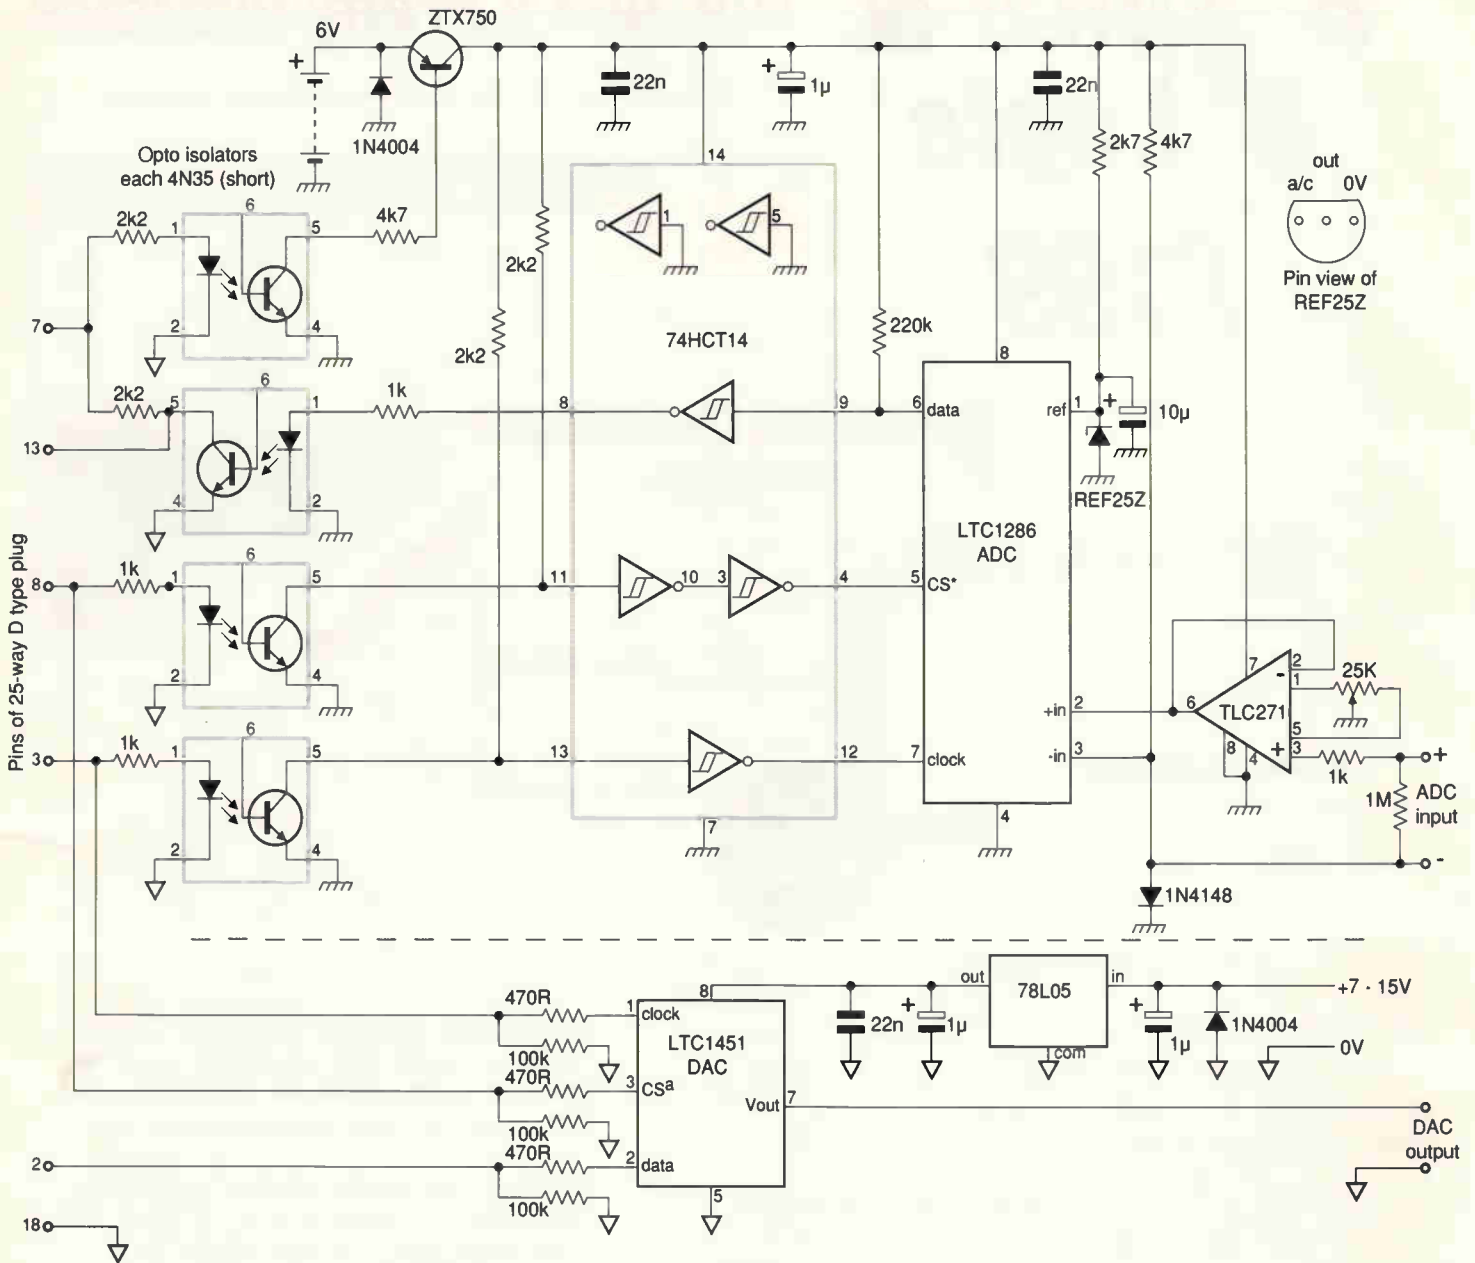 ZTX750
6V
+
22n
+
1µ
22n
1N4004
2k7
4k7
out
a/c
0V
Pin view of
REF25Z
Opto isolators
each 4N35 (short)
14
6
2k2
1
5
4k7
1
5
2k2
7
2
4
74HCT14
220k
2k2
8
6
2k2
5
1
1k
8
9
6
data
ref
1
+
10µ
13
REF25Z
4
2
LTC1286
ADC
6
8
1k
1
5
11
10
3
4
5
CS*
2
4
7
2
-
1
25K
+in
2
6
TLC271
6
5
3
1k
1
5
13
12
7
clock
-in
3
8
4
+
3
1k
+
1M
ADC
input
-
2
4
7
4
1N4148
Pins of 25-way D type plug
470R
1
clock
8
out
78L05
in
+7 - 15V
22n
+
1µ
com
+
1µ
1N4004
0V
100k
LTC1451
DAC
470R
3
CSa
Vout
7
100k
DAC
output
2
470R
2
data
100k
5
18